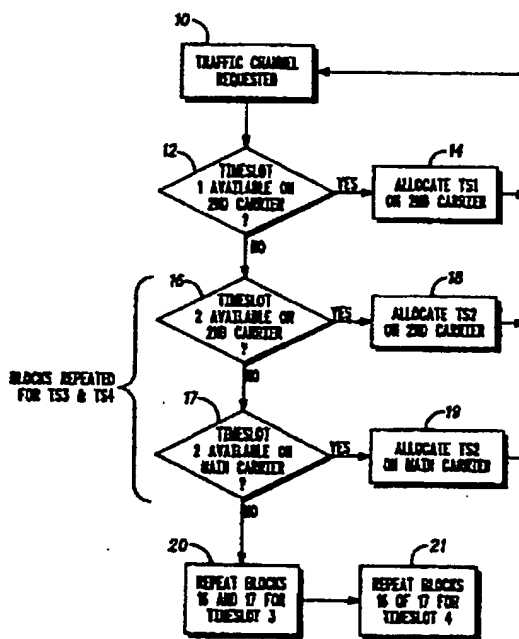 10
TRAFFIC CHANNEL
REQUESTED
12
TIMESLOT
1 AVAILABLE ON
2ND CARRIER
?
YES
14
ALLOCATE TS1
ON 2ND CARRIER
NO
16
TIMESLOT
2 AVAILABLE ON
2ND CARRIER
?
YES
18
ALLOCATE TS2
ON 2ND CARRIER
NO
BLOCKS REPEATED
FOR TS3 & TS4
17
TIMESLOT
2 AVAILABLE ON
MAIN CARRIER
?
YES
19
ALLOCATE TS2
ON MAIN CARRIER
NO
20
REPEAT BLOCKS
16 AND 17 FOR
TIMESLOT 3
21
REPEAT BLOCKS
16 OF 17 FOR
TIMESLOT 4